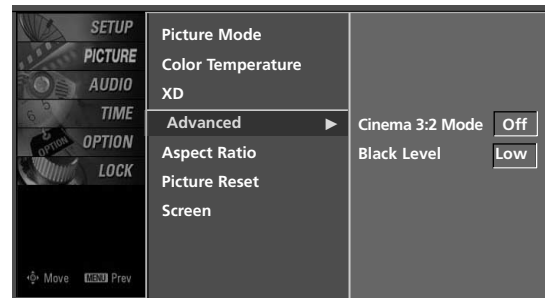 SETUP
PICTURE
AUDIO
TIME
OPTION
LOCK
Move MENU Prev
Picture Mode
Color Temperature
XD
Advanced ▶
Aspect Ratio
Picture Reset
Screen
Cinema 3:2 Mode Off
Black Level Low